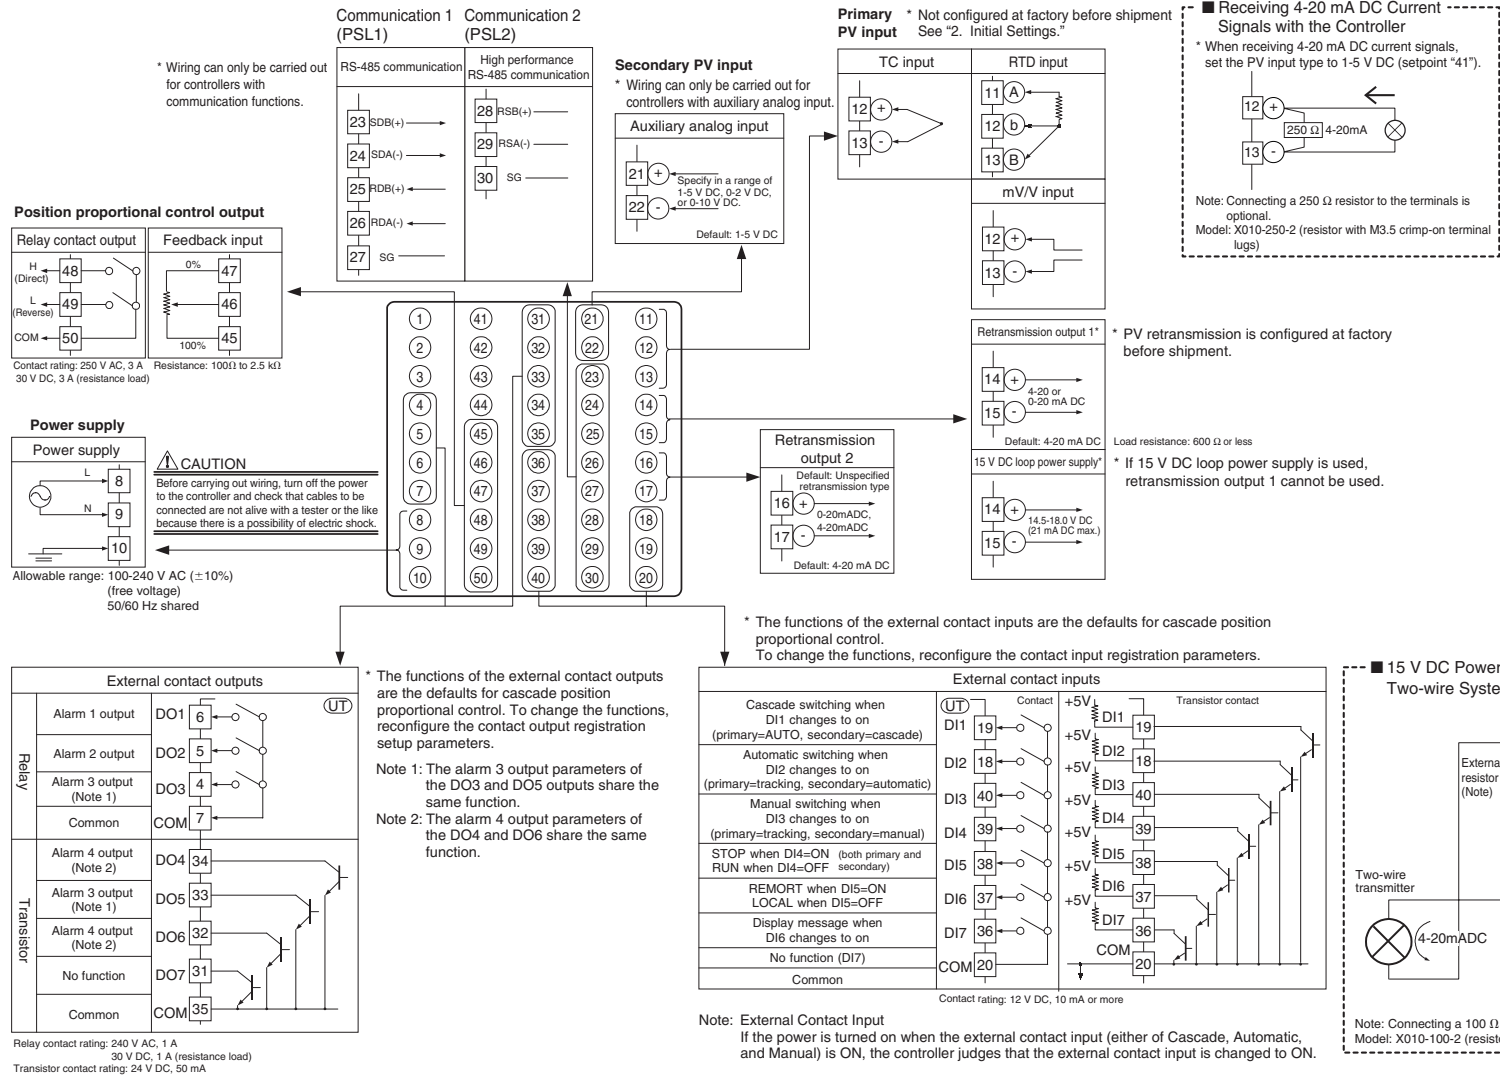 Communication 1
(PSL1)
Communication 2
(PSL2)
* Wiring can only be carried out
for controllers with
communication functions.
RS-485 communication
High performance
RS-485 communication
23 SDB(+)
24 SDA(-)
25 RDB(+)
26 RDA(-)
27 SG
28 RSB(+)
29 RSA(-)
30 SG
Secondary PV input
* Wiring can only be carried out for
controllers with auxiliary analog input.
Auxiliary analog input
21 +
22 -
Specify in a range of
1-5 V DC, 0-2 V DC,
or 0-10 V DC.
Default: 1-5 V DC
Primary
PV input
* Not configured at factory before shipment
See “2. Initial Settings.”
TC input
12 +
13 -
RTD input
11 A
12 b
13 B
mV/V input
12 +
13 -
■ Receiving 4-20 mA DC Current
Signals with the Controller
* When receiving 4-20 mA DC current signals,
set the PV input type to 1-5 V DC (setpoint “41”).
12 +
250 Ω 4-20mA
13 -
Note: Connecting a 250 Ω resistor to the terminals is
optional.
Model: X010-250-2 (resistor with M3.5 crimp-on terminal
lugs)
Position proportional control output
Relay contact output
Feedback input
H
(Direct)
48
L
(Reverse)
49
COM
50
0%
47
46
100%
45
Contact rating: 250 V AC, 3 A
30 V DC, 3 A (resistance load)
Resistance: 100Ω to 2.5 kΩ
Power supply
Power supply
L
8
N
9
10
Allowable range: 100-240 V AC (±10%)
(free voltage)
50/60 Hz shared
CAUTION
Before carrying out wiring, turn off the power
to the controller and check that cables to be
connected are not alive with a tester or the like
because there is a possibility of electric shock.
1 41 31 21 11
2 42 32 22 12
3 43 33 23 13
4 44 34 24 14
5 45 35 25 15
6 46 36 26 16
7 47 37 27 17
8 48 38 28 18
9 49 39 29 19
10 50 40 30 20
Retransmission output 1*
14 +
15 -
4-20 or
0-20 mA DC
Default: 4-20 mA DC
* PV retransmission is configured at factory
before shipment.
Load resistance: 600 Ω or less
15 V DC loop power supply*
14 +
15 -
14.5-18.0 V DC
(21 mA DC max.)
* If 15 V DC loop power supply is used,
retransmission output 1 cannot be used.
Retransmission
output 2
Default: Unspecified
retransmission type
16 +
17 -
0-20mADC,
4-20mADC
Default: 4-20 mA DC
External contact outputs
UT
Relay
Alarm 1 output
DO1 6
Alarm 2 output
DO2 5
Alarm 3 output
(Note 1)
DO3 4
Common
COM 7
Transistor
Alarm 4 output
(Note 2)
DO4 34
Alarm 3 output
(Note 1)
DO5 33
Alarm 4 output
(Note 2)
DO6 32
No function
DO7 31
Common
COM 35
Relay contact rating: 240 V AC, 1 A
30 V DC, 1 A (resistance load)
Transistor contact rating: 24 V DC, 50 mA
* The functions of the external contact outputs
are the defaults for cascade position
proportional control. To change the functions,
reconfigure the contact output registration
setup parameters.
Note 1: The alarm 3 output parameters of
the DO3 and DO5 outputs share the
same function.
Note 2: The alarm 4 output parameters of
the DO4 and DO6 share the same
function.
* The functions of the external contact inputs are the defaults for cascade position
proportional control.
To change the functions, reconfigure the contact input registration parameters.
External contact inputs
Cascade switching when
DI1 changes to on
(primary=AUTO, secondary=cascade)
Automatic switching when
DI2 changes to on
(primary=tracking, secondary=automatic)
Manual switching when
DI3 changes to on
(primary=tracking, secondary=manual)
STOP when DI4=ON
RUN when DI4=OFF
(both primary and
secondary)
REMORT when DI5=ON
LOCAL when DI5=OFF
Display message when
DI6 changes to on
No function (DI7)
Common
UT
Contact
DI1 19
DI2 18
DI3 40
DI4 39
DI5 38
DI6 37
DI7 36
COM 20
Transistor contact
+5V
DI1 19
+5V
DI2 18
+5V
DI3 40
+5V
DI4 39
+5V
DI5 38
+5V
DI6 37
+5V
DI7 36
COM 20
Contact rating: 12 V DC, 10 mA or more
Note: External Contact Input
If the power is turned on when the external contact input (either of Cascade, Automatic,
and Manual) is ON, the controller judges that the external contact input is changed to ON.
■ 15 V DC Power
Two-wire Syste
Externa
resistor
(Note)
Two-wire
transmitter
4-20mADC
Note: Connecting a 100 Ω
Model: X010-100-2 (resist